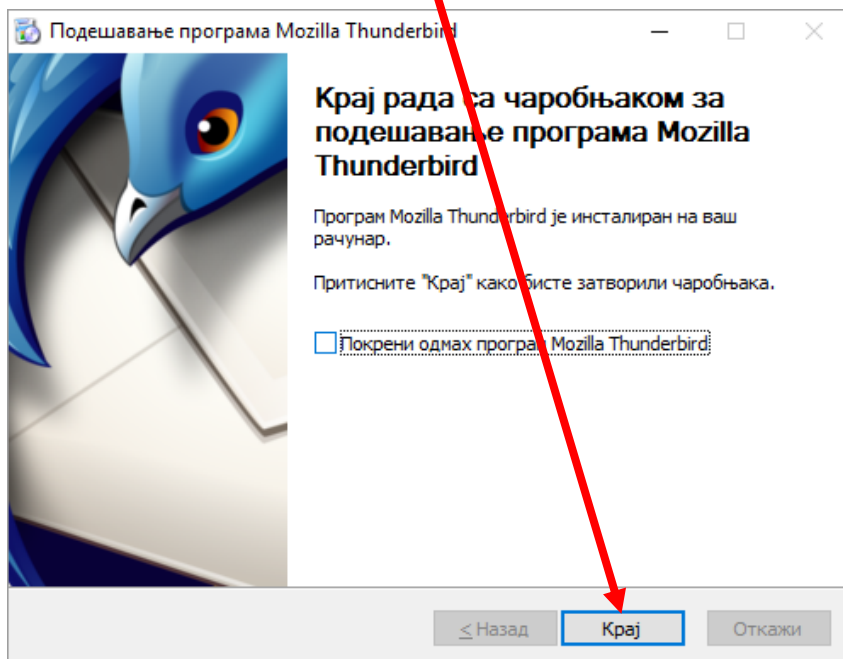 Подешавање програма Mozilla Thunderbird
Крај рада са чаробњаком за
подешавање програма Mozilla
Thunderbird
Програм Mozilla Thunderbird је инсталиран на ваш
рачунар.
Притисните "Крај" како бисте затворили чаробњака.
Покрени одмах програм Mozilla Thunderbird
< Назад
Крај
Откажи